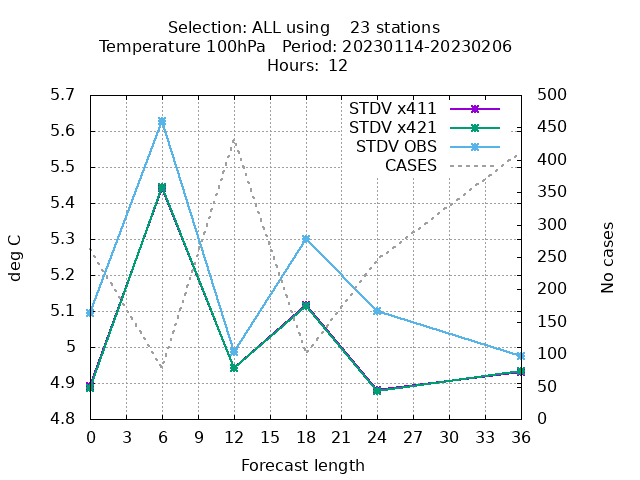 Selection: ALL using    23 stations
Temperature 100hPa   Period: 20230114-20230206
Hours: 12
5.7
5.6
5.5
5.4
5.3
5.2
5.1
5
4.9
4.8
deg C
STDV x411
STDV x421
STDV OBS
CASES
500
450
400
350
300
250
200
150
100
50
0
No cases
0 3 6 9 12 15 18 21 24 27 30 33 36
Forecast length